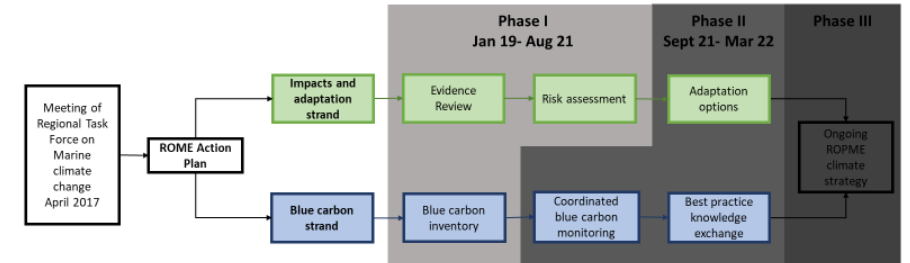 Phase I
Jan 19- Aug 21
Phase II
Sept 21- Mar 22
Phase III
Meeting of
Regional Task
Force on
Marine
climate
change
April 2017
ROME Action
Plan
Impacts and
adaptation
strand
Evidence
Review
Risk assessment
Adaptation
options
Ongoing
ROPME
climate
strategy
Blue carbon
strand
Blue carbon
inventory
Coordinated
blue carbon
monitoring
Best practice
knowledge
exchange